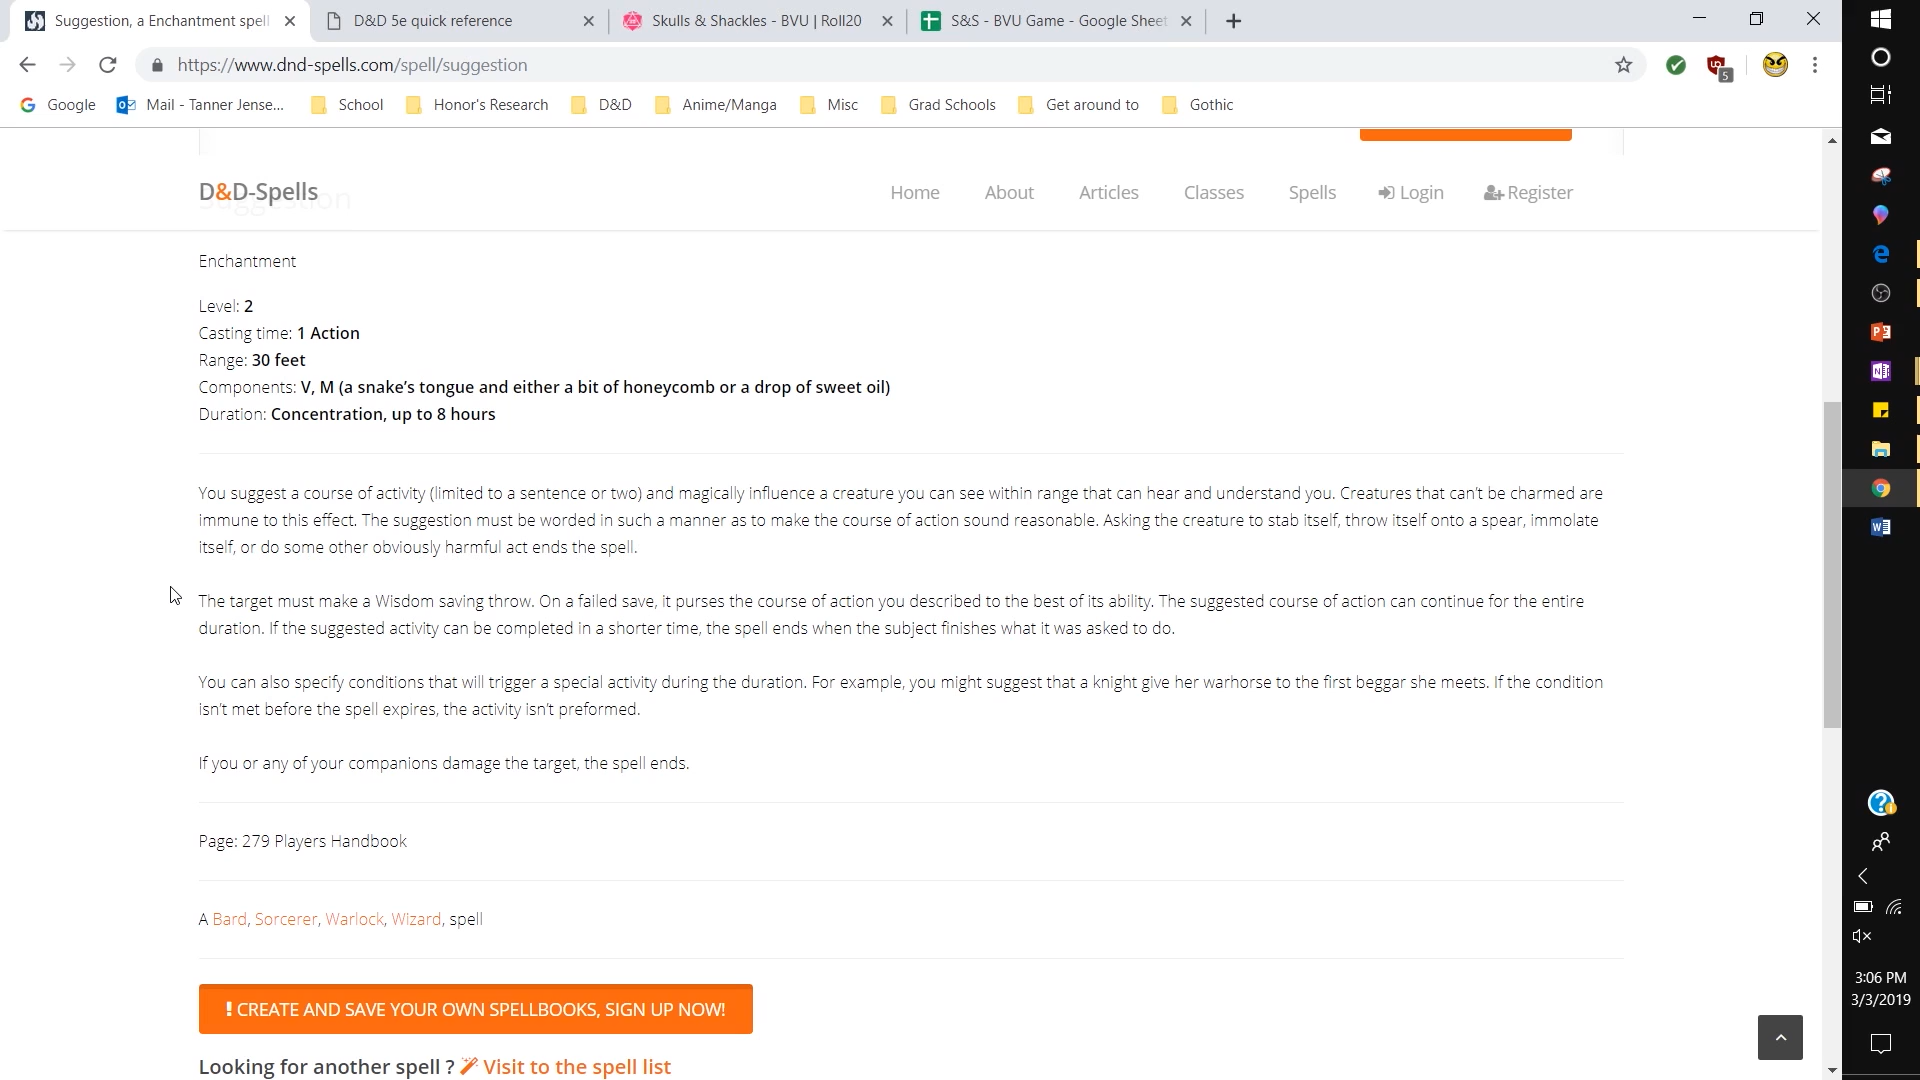 Suggestion, a Enchantment spell
D&D 5e quick reference
Skulls & Shackles - BVU | Roll20
S&S - BVU Game - Google Sheet
https://www.dnd-spells.com/spell/suggestion
5
Google
Mail - Tanner Jense...
School
Honor's Research
D&D
Anime/Manga
Misc
Grad Schools
Get around to
Gothic
D&D-Spells
Suggestion
Home
About
Articles
Classes
Spells
Login
Register
Enchantment
Level: 2
Casting time: 1 Action
Range: 30 feet
Components: V, M (a snake’s tongue and either a bit of honeycomb or a drop of sweet oil)
Duration: Concentration, up to 8 hours
You suggest a course of activity (limited to a sentence or two) and magically influence a creature you can see within range that can hear and understand you. Creatures that can’t be charmed are
immune to this effect. The suggestion must be worded in such a manner as to make the course of action sound reasonable. Asking the creature to stab itself, throw itself onto a spear, immolate
itself, or do some other obviously harmful act ends the spell.
The target must make a Wisdom saving throw. On a failed save, it purses the course of action you described to the best of its ability. The suggested course of action can continue for the entire
duration. If the suggested activity can be completed in a shorter time, the spell ends when the subject finishes what it was asked to do.
You can also specify conditions that will trigger a special activity during the duration. For example, you might suggest that a knight give her warhorse to the first beggar she meets. If the condition
isn’t met before the spell expires, the activity isn’t preformed.
If you or any of your companions damage the target, the spell ends.
Page: 279 Players Handbook
A Bard, Sorcerer, Warlock, Wizard, spell
! CREATE AND SAVE YOUR OWN SPELLBOOKS, SIGN UP NOW!
Looking for another spell ? Visit to the spell list
3:06 PM
3/3/2019